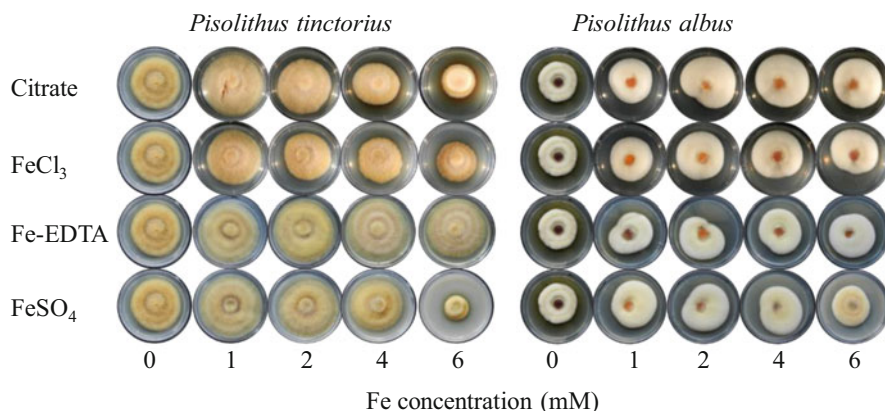 Pisolithus tinctorius Pisolithus albus
Citrate
FeCl₃
Fe-EDTA
FeSO₄
0 1 2 4 6 0 1 2 4 6
Fe concentration (mM)